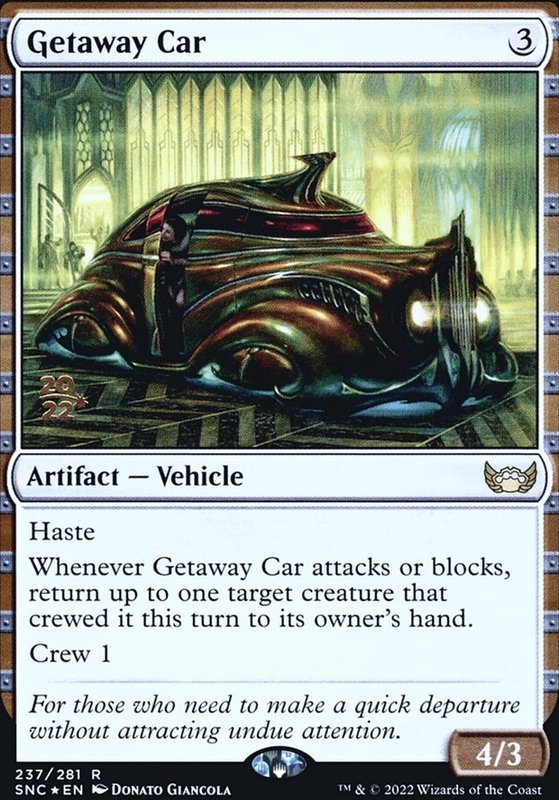 Getaway Car 3
20
22*
Artifact — Vehicle
Haste
Whenever Getaway Car attacks or blocks,
return up to one target creature that
crewed it this turn to its owner's hand.
Crew 1
For those who need to make a quick departure
without attracting undue attention.
4/3
237/281 R
SNC ★ EN Donato Giancola
™ & © 2022 Wizards of the Coast